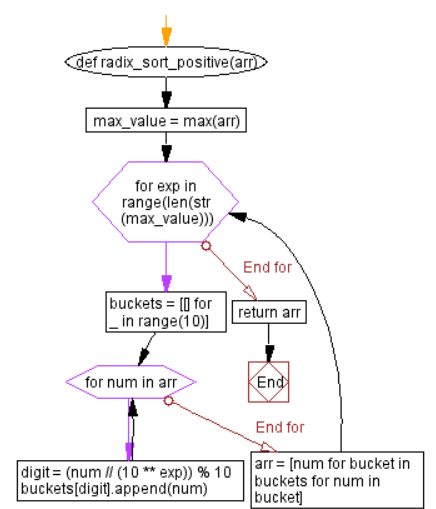 def radix_sort_positive(arr)
max_value = max(arr)
for exp in
range(len(str
(max_value)))
End for
buckets = [[] for
_ in range(10)]
return arr
End
for num in arr
End for
digit = (num // (10 ** exp)) % 10
buckets[digit].append(num)
arr = [num for bucket in
buckets for num in
bucket]